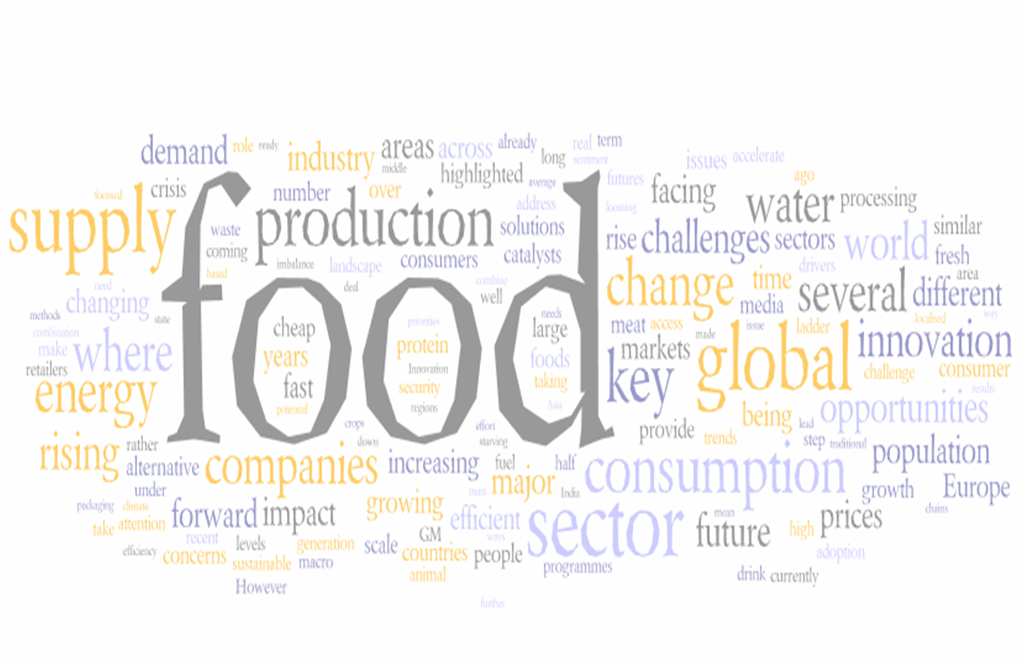 demand
role
ready
industry
areas
middle
across
already
long
real
term
sentiment
issues
accelerate
focused
crisis
number
over
highlighted
average
futures
facing
ago
water
processing
supply
waste
coming
production
address
solutions
looming
rise
challenges
sectors
world
similar
fresh
based
imbalance
landscape
consumers
catalysts
drivers
area
need
changing
state
methods
combination
make
where
retailers
energy
food
deal
combine
well
change
time
media
several
different
localised
way
cheap
years
fast
potential
priorities
protein
Innovation
security
regions
needs
large
foods
taking
Asia
meat
access
made
issue
ladder
markets
key
global
innovation
challenge
consumer
results
being
opportunities
rising
rather
alternative
under
companies
crops
down
increasing
effort
starving
fuel
half
provide
trends
lead
step
traditional
population
packaging
climate
take
attention
forward
impact
growing
mass
major
India
consumption
growth
Europe
chains
recent
efficiency
concerns
levels
sustainable
generation
macro
However
scale
GM
countries
animal
efficient
ways
people
sector
programmes
future
mean
high
prices
adoption
drink
currently
further